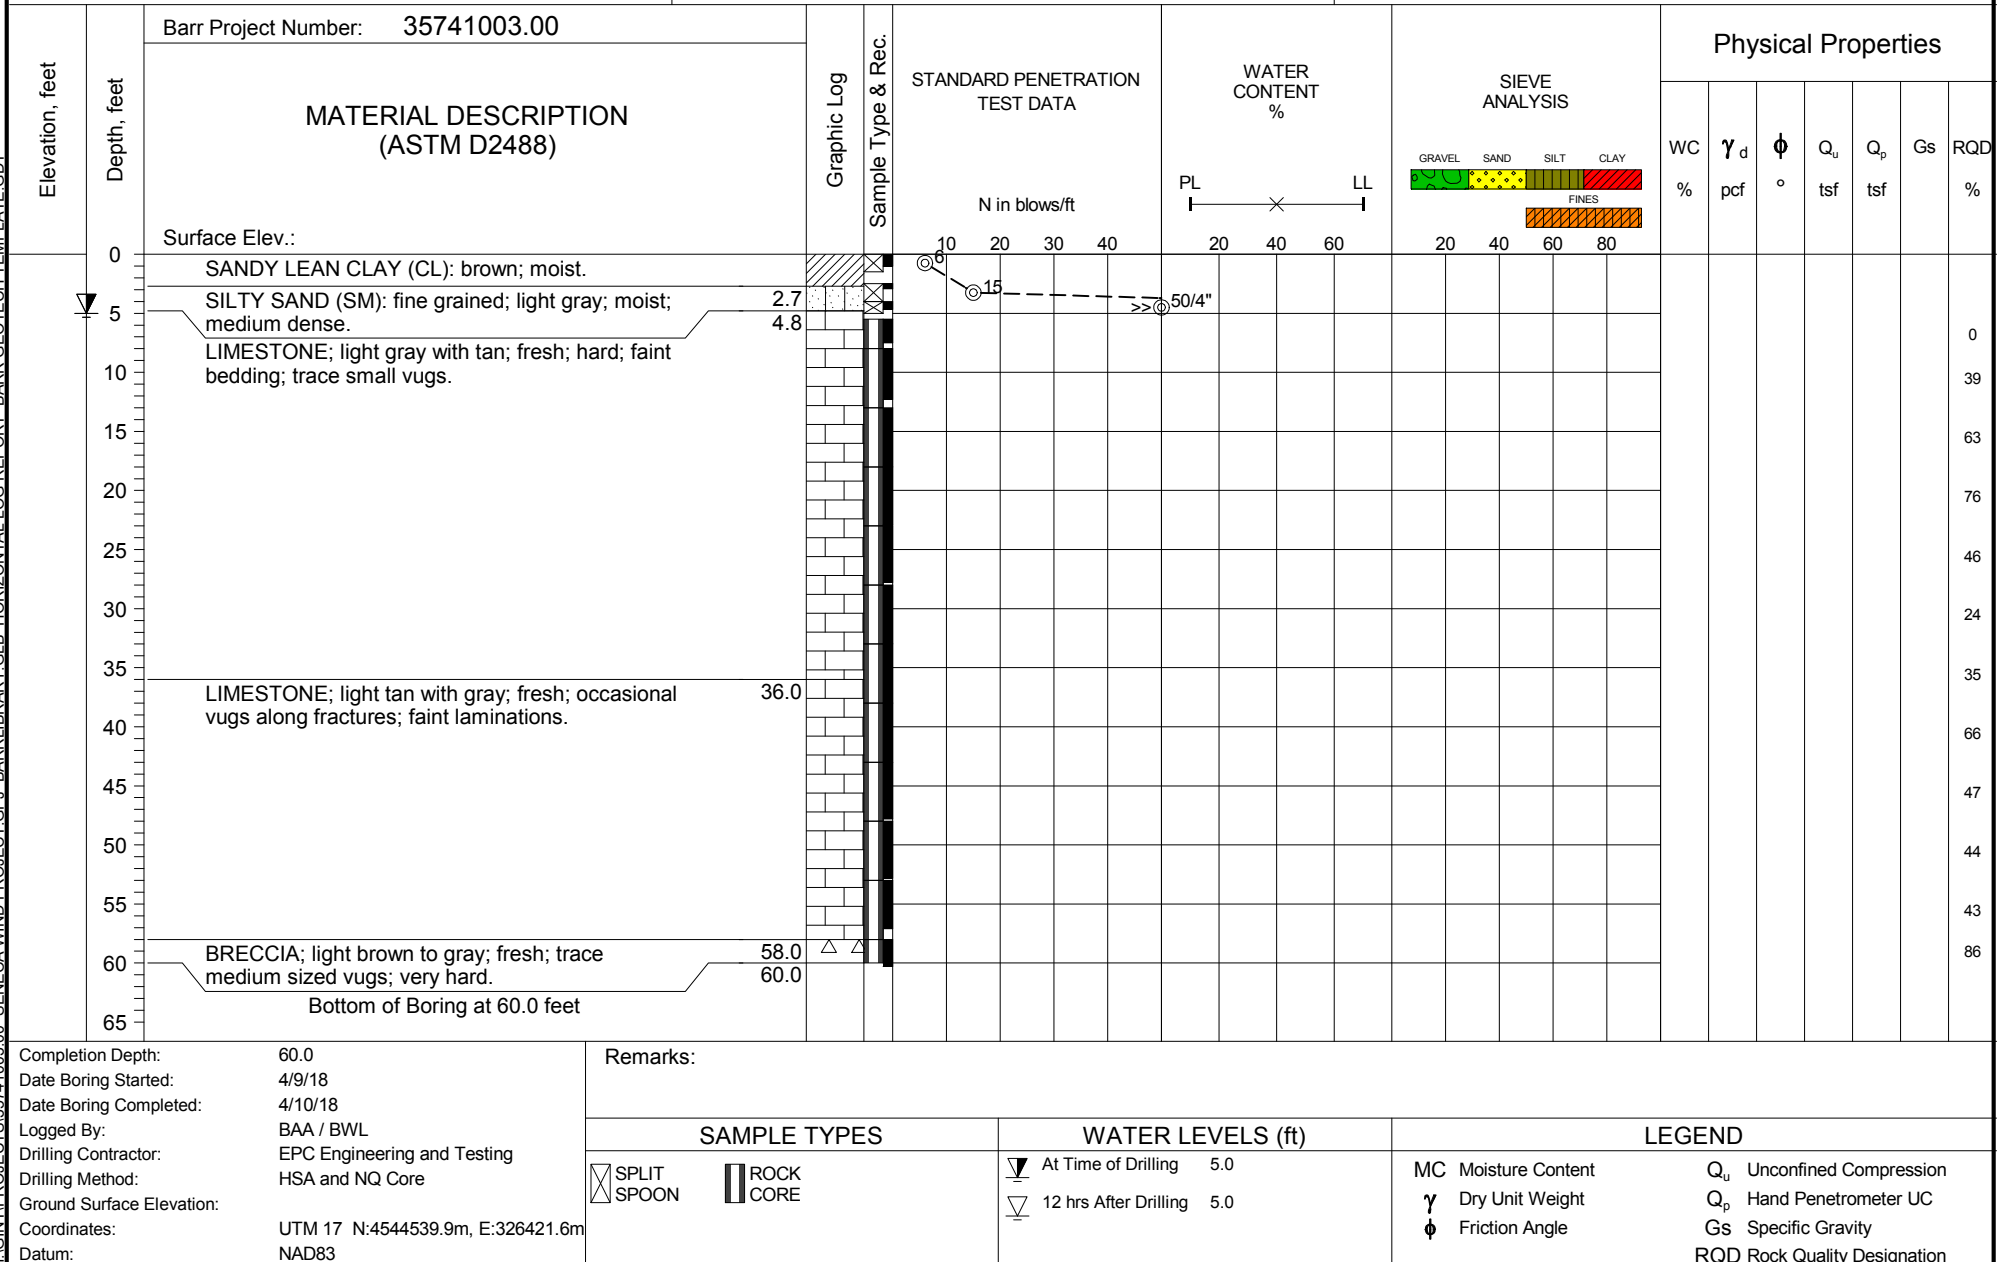 Barr Project Number: 35741003.00
Elevation, feet
Depth, feet
MATERIAL DESCRIPTION
(ASTM D2488)
Surface Elev.:
Graphic Log
Sample Type & Rec.
STANDARD PENETRATION
TEST DATA
N in blows/ft
10 20 30 40
WATER
CONTENT
%
PL LL
20 40 60
SIEVE
ANALYSIS
GRAVEL SAND SILT CLAY
FINES
20 40 60 80
Physical Properties
WC γd ϕ Qu Qp Gs RQD
% pcf ° tsf tsf %
0
SANDY LEAN CLAY (CL): brown; moist.
6
SILTY SAND (SM): fine grained; light gray; moist; 2.7
15
medium dense. 4.8
>> 50/4"
5
0
LIMESTONE; light gray with tan; fresh; hard; faint
bedding; trace small vugs.
10
39
15
63
20
76
25
46
30
24
35
35
LIMESTONE; light tan with gray; fresh; occasional 36.0
vugs along fractures; faint laminations.
40
66
45
47
50
44
55
43
BRECCIA; light brown to gray; fresh; trace 58.0
86
60
medium sized vugs; very hard. 60.0
Bottom of Boring at 60.0 feet
65
Completion Depth: 60.0
Date Boring Started: 4/9/18
Date Boring Completed: 4/10/18
Logged By: BAA / BWL
Drilling Contractor: EPC Engineering and Testing
Drilling Method: HSA and NQ Core
Ground Surface Elevation:
Coordinates: UTM 17 N:4544539.9m, E:326421.6m
Datum: NAD83
Remarks:
SAMPLE TYPES
SPLIT
SPOON
ROCK
CORE
WATER LEVELS (ft)
At Time of Drilling 5.0
12 hrs After Drilling 5.0
LEGEND
MC Moisture Content
γ Dry Unit Weight
ϕ Friction Angle
Qu Unconfined Compression
Qp Hand Penetrometer UC
Gs Specific Gravity
RQD Rock Quality Designation